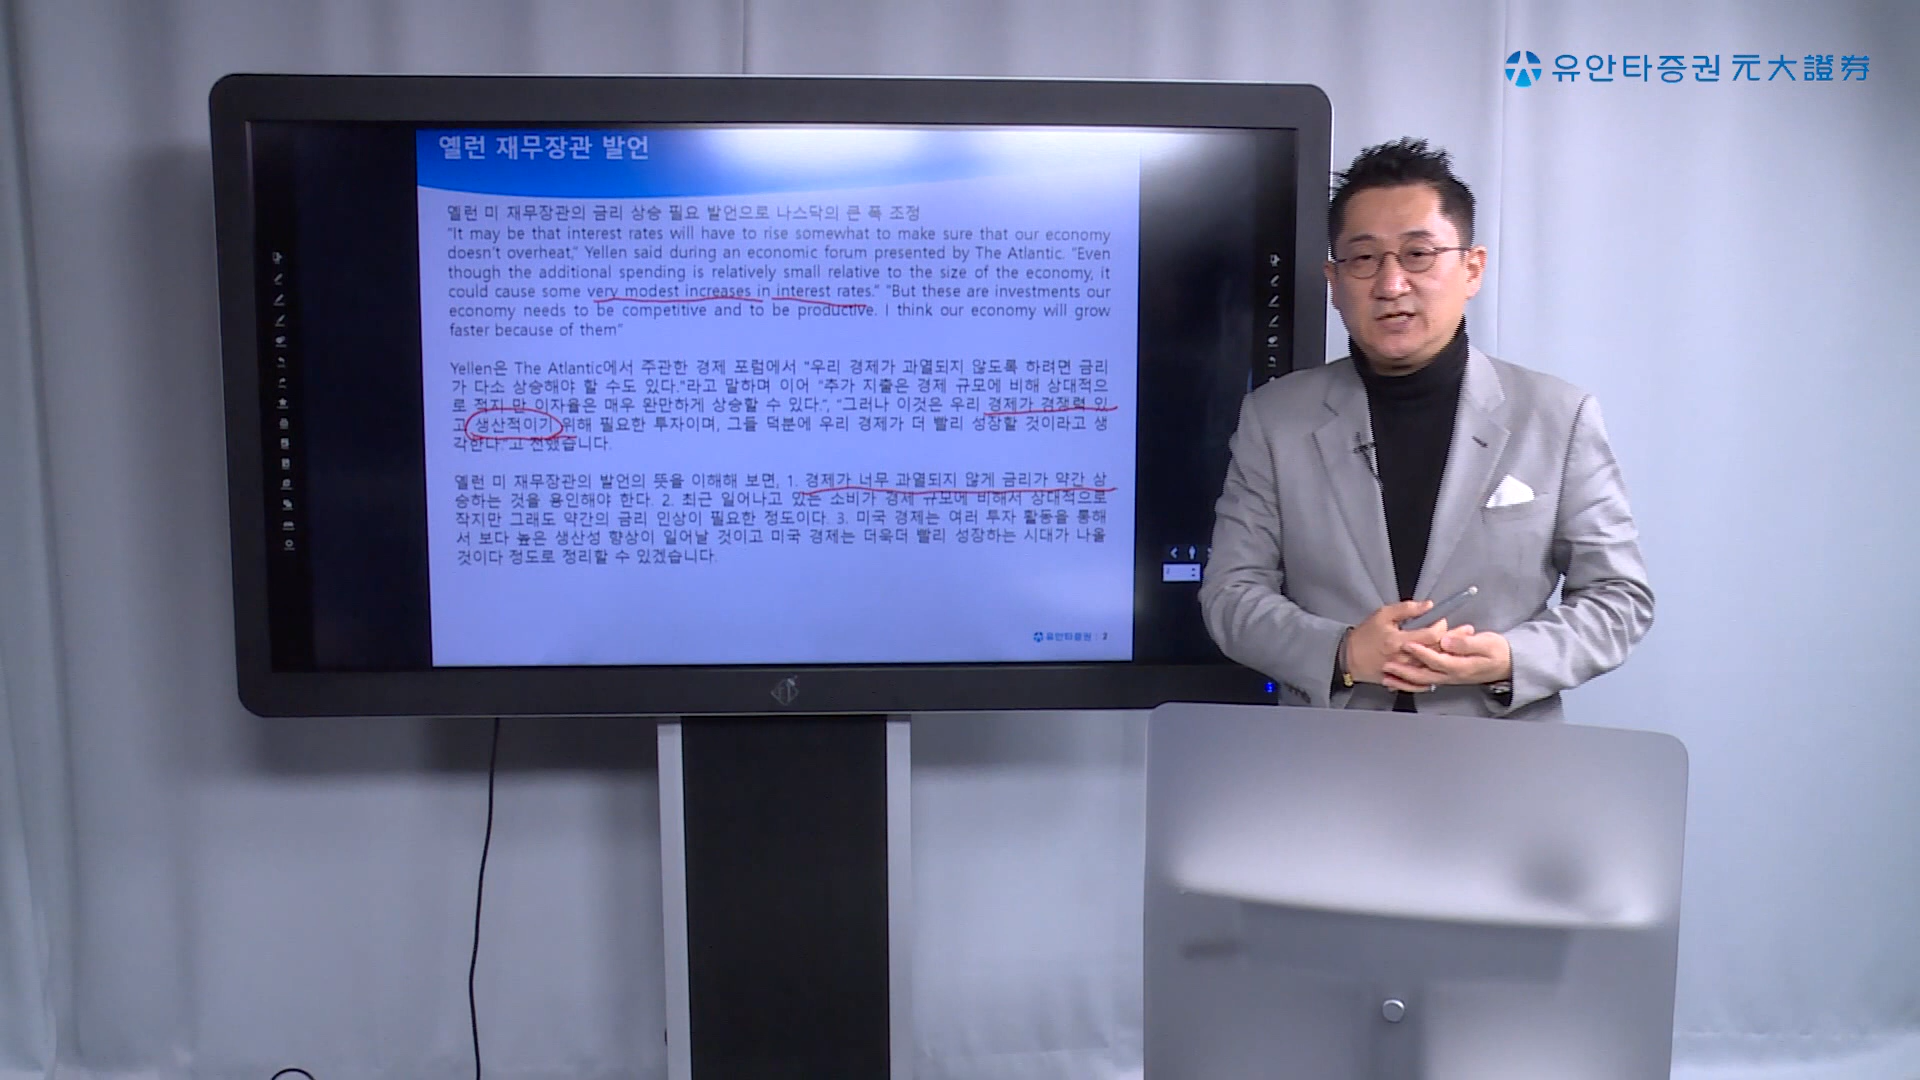 유안타증권 元大證券
옐런 재무장관 발언
옐런 미 재무장관의 금리 상승 필요 발언으로 나스닥의 큰 폭 조정
"It may be that interest rates will have to rise somewhat to make sure that our economy
doesn't overheat," Yellen said during an economic forum presented by The Atlantic. "Even
though the additional spending is relatively small relative to the size of the economy, it
could cause some very modest increases in interest rates." "But these are investments our
economy needs to be competitive and to be productive. I think our economy will grow
faster because of them"
Yellen은 The Atlantic에서 주관한 경제 포럼에서 "우리 경제가 과열되지 않도록 하려면 금리
가 다소 상승해야 할 수도 있다."라고 말하며 이어 "추가 지출은 경제 규모에 비해 상대적으
로 적지 만 이자율은 매우 완만하게 상승할 수 있다.", "그러나 이것은 우리 경제가 경쟁력 있
고 생산적이기 위해 필요한 투자이며, 그들 덕분에 우리 경제가 더 빨리 성장할 것이라고 생
각한다"고 전했습니다.
옐런 미 재무장관의 발언의 뜻을 이해해 보면, 1. 경제가 너무 과열되지 않게 금리가 약간 상
승하는 것을 용인해야 한다. 2. 최근 일어나고 있는 소비가 경제 규모에 비해서 상대적으로
작지만 그래도 약간의 금리 인상이 필요한 정도이다. 3. 미국 경제는 여러 투자 활동을 통해
서 보다 높은 생산성 향상이 일어날 것이고 미국 경제는 더욱더 빨리 성장하는 시대가 나올
것이다 정도로 정리할 수 있겠습니다.
유안타증권 : 2